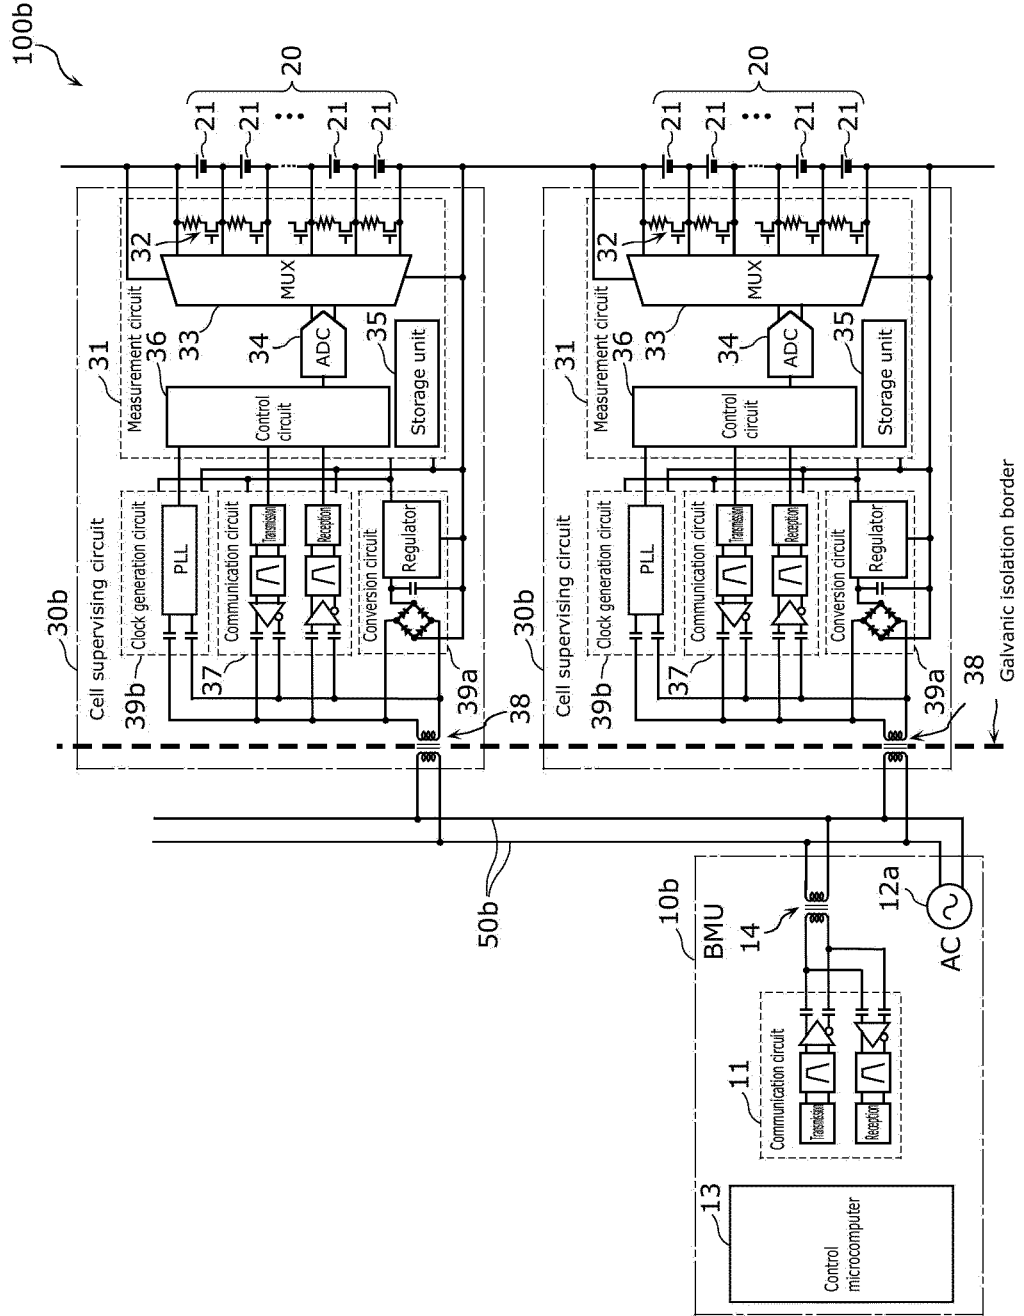 100b
20
20
21
21
•••
21
21
21
21
•••
21
21
31
Measurement circuit
32
MUX
33
34
ADC
35
Storage unit
36
Control
circuit
30b
Cell supervising circuit
39b
Clock generation circuit
PLL
37
Communication circuit
Transmission
Reception
Conversion circuit
Regulator
39a
38
31
Measurement circuit
32
MUX
33
34
ADC
35
Storage unit
36
Control
circuit
30b
Cell supervising circuit
39b
Clock generation circuit
PLL
37
Communication circuit
Transmission
Reception
Conversion circuit
Regulator
39a
38
Galvanic isolation border
50b
10b
BMU
14
12a
AC
11
Communication circuit
Transmission
Reception
13
Control
microcomputer